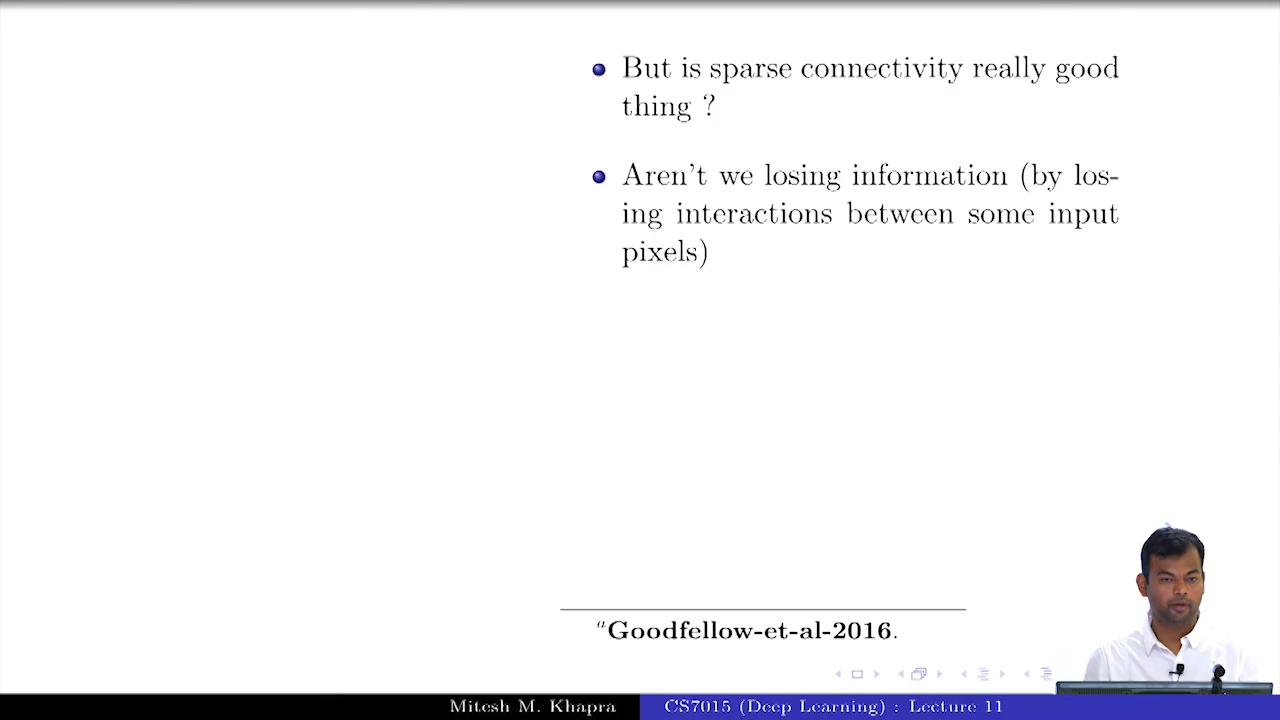 But is sparse connectivity really good
thing ?
Aren't we losing information (by los-
ing interactions between some input
pixels)
aGoodfellow-et-al-2016.
Mitesh M. Khapra
CS7015 (Deep Learning) : Lecture 11